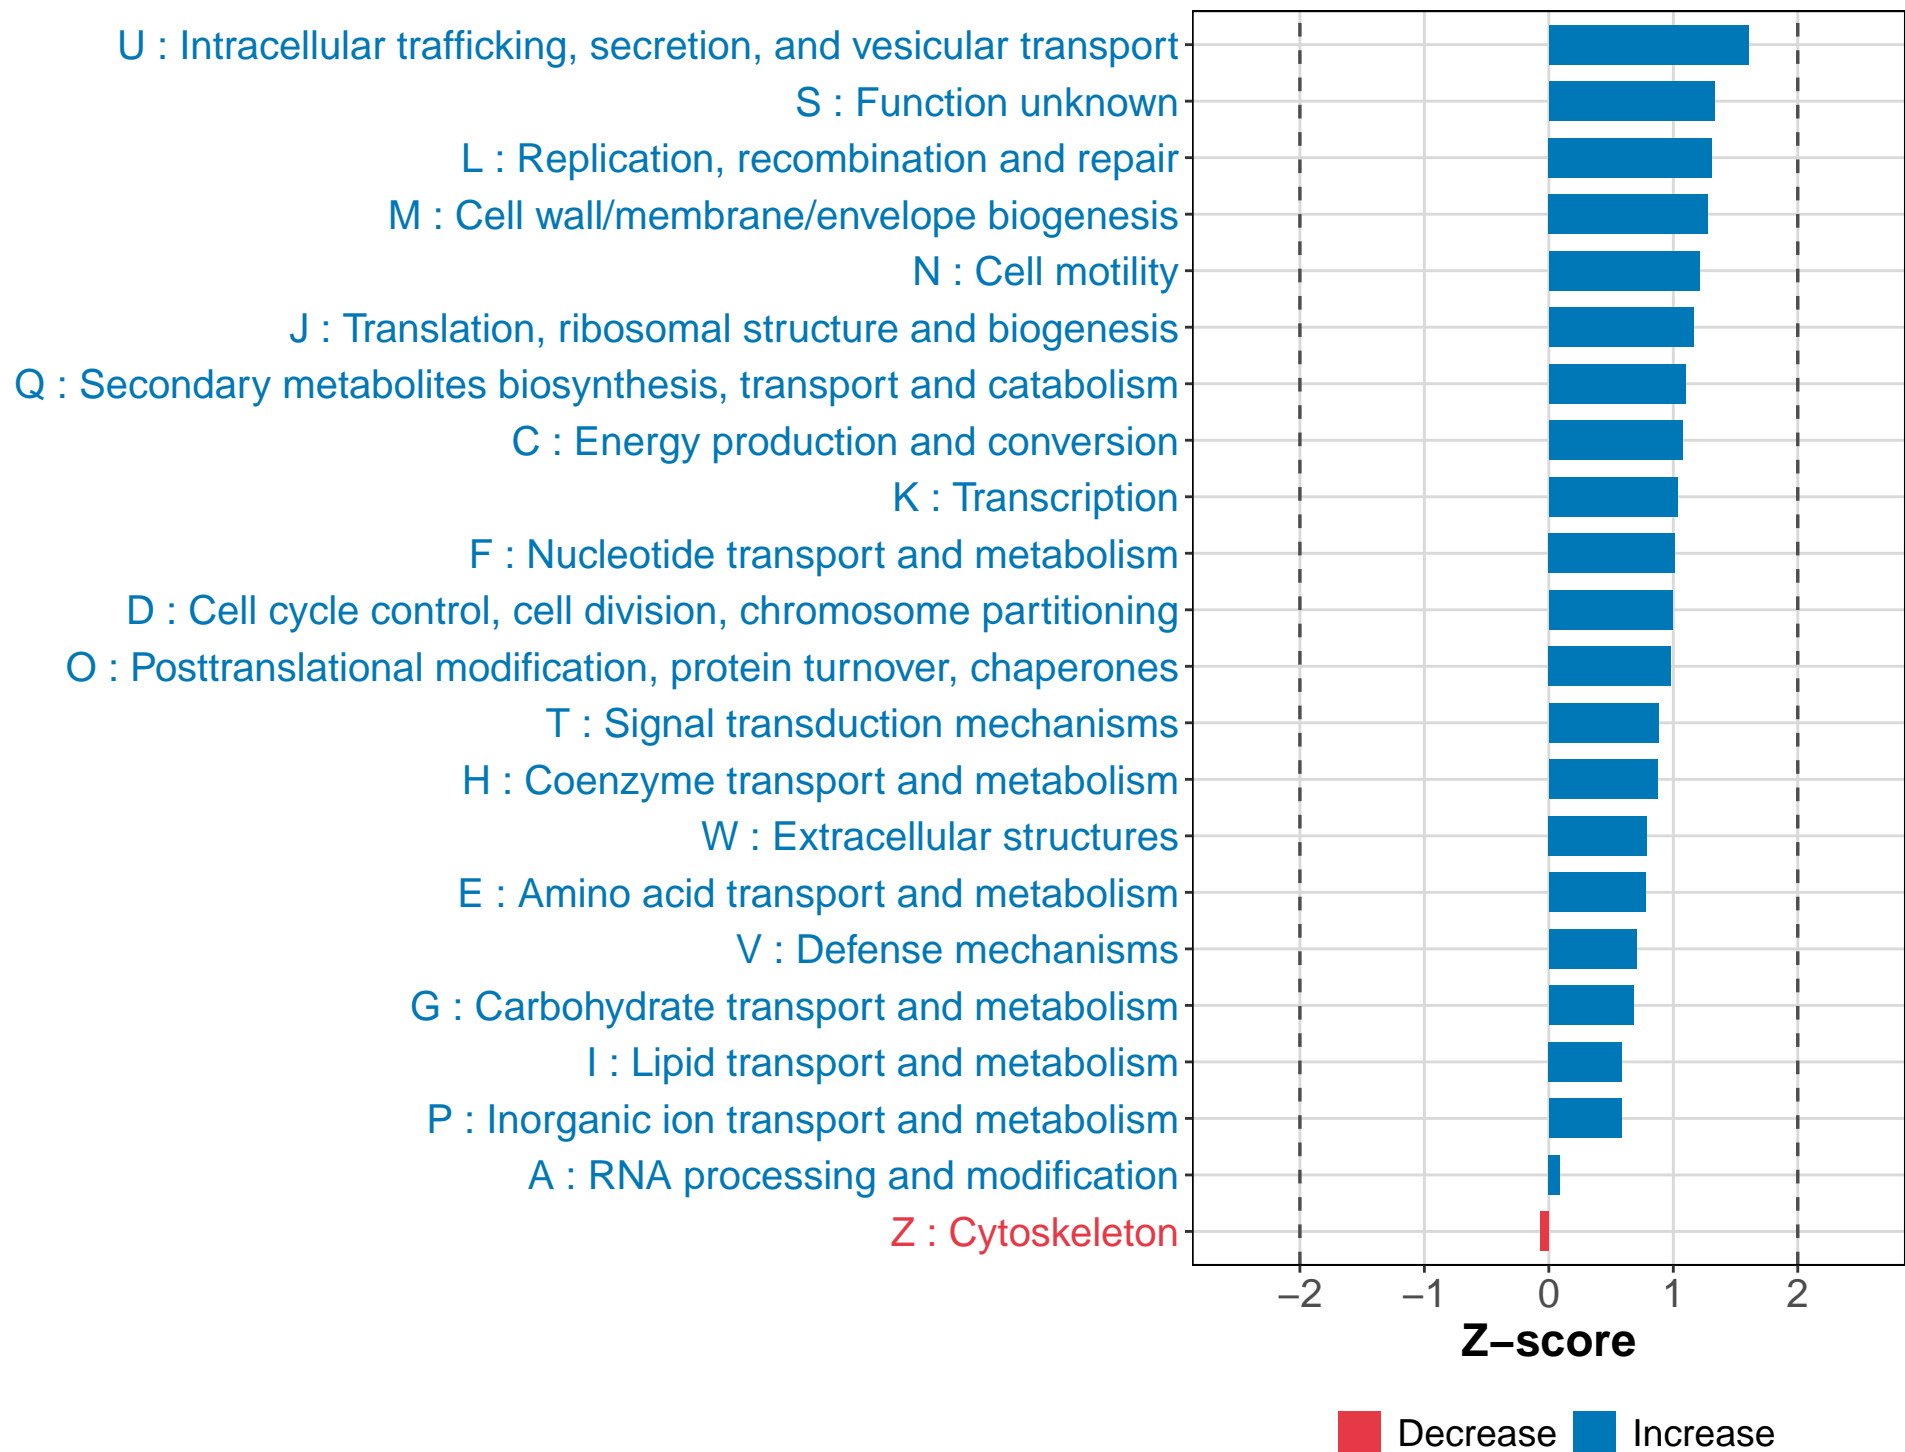 U : Intracellular trafficking, secretion, and vesicular transport
S : Function unknown
L : Replication, recombination and repair
M : Cell wall/membrane/envelope biogenesis
N : Cell motility
J : Translation, ribosomal structure and biogenesis
Q : Secondary metabolites biosynthesis, transport and catabolism
C : Energy production and conversion
K : Transcription
F : Nucleotide transport and metabolism
D : Cell cycle control, cell division, chromosome partitioning
O : Posttranslational modification, protein turnover, chaperones
T : Signal transduction mechanisms
H : Coenzyme transport and metabolism
W : Extracellular structures
E : Amino acid transport and metabolism
V : Defense mechanisms
G : Carbohydrate transport and metabolism
I : Lipid transport and metabolism
P : Inorganic ion transport and metabolism
A : RNA processing and modification
Z : Cytoskeleton
−2 −1 0 1 2
Z−score
Decrease Increase